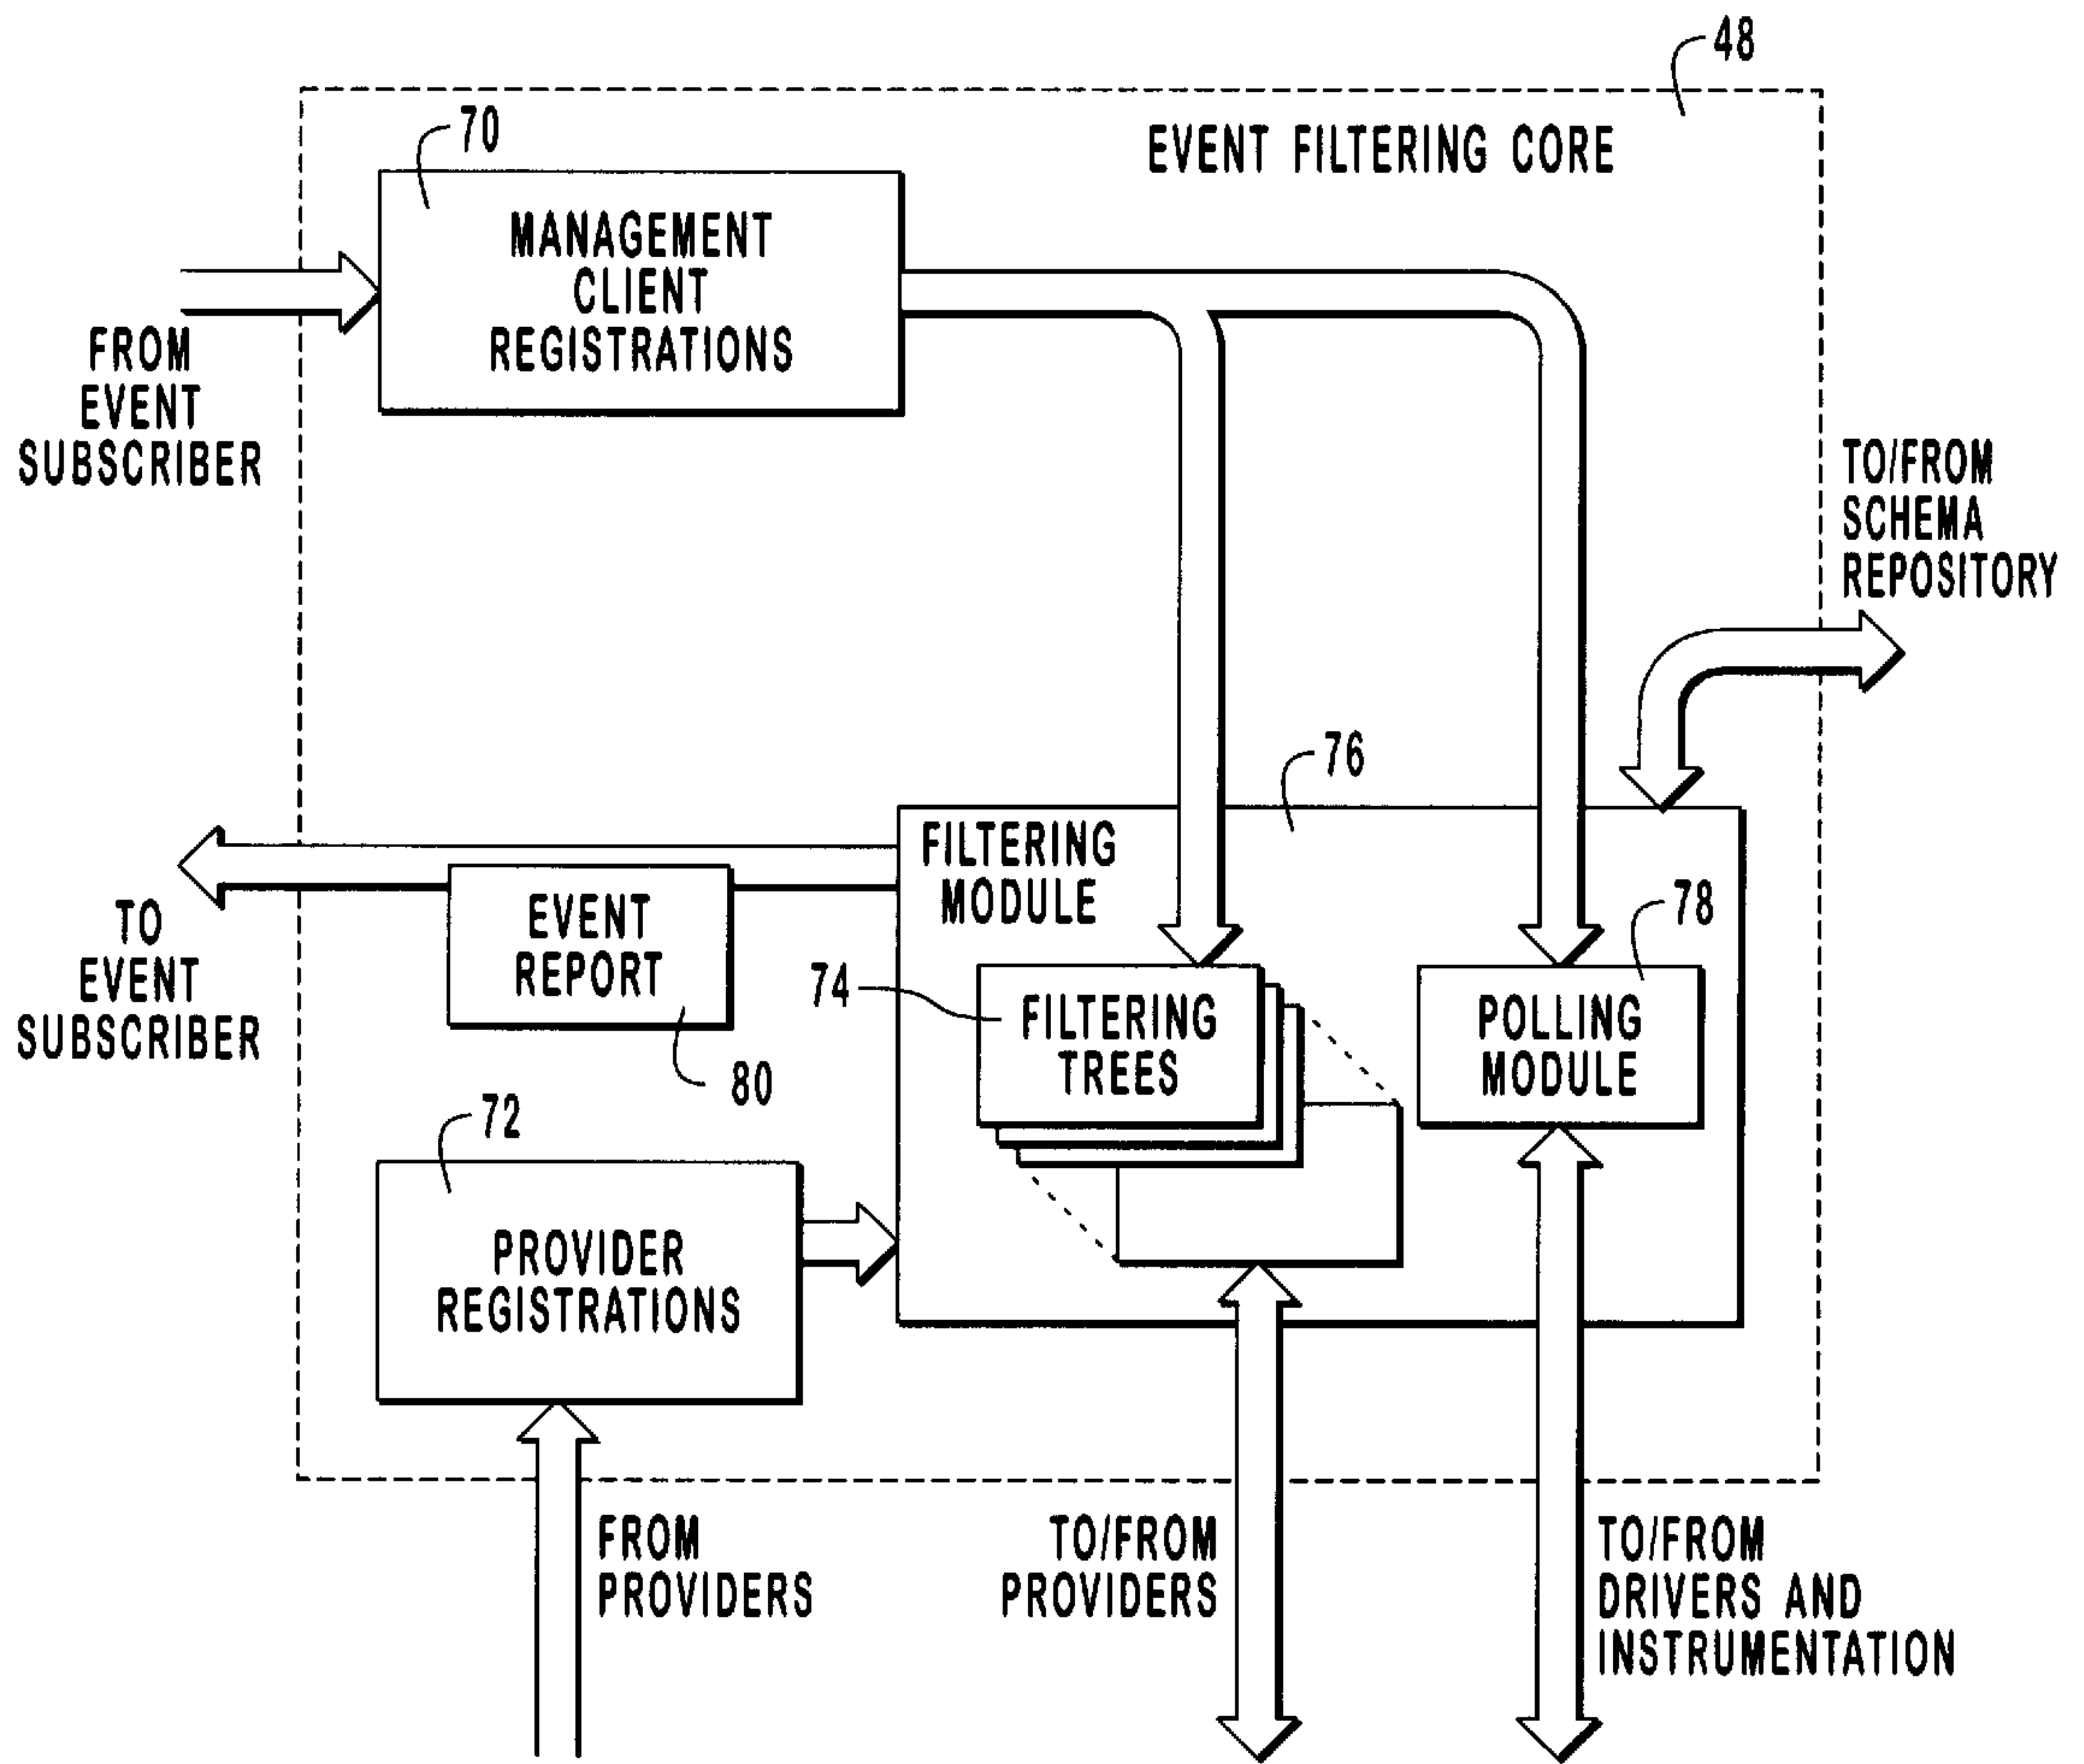 48
70
EVENT FILTERING CORE
MANAGEMENT
CLIENT
REGISTRATIONS
FROM
EVENT
SUBSCRIBER
TO/FROM
SCHEMA
REPOSITORY
76
FILTERING
MODULE
78
EVENT
REPORT
TO
EVENT
SUBSCRIBER
74
FILTERING
TREES
POLLING
MODULE
80
72
PROVIDER
REGISTRATIONS
FROM
PROVIDERS
TO/FROM
PROVIDERS
TO/FROM
DRIVERS AND
INSTRUMENTATION